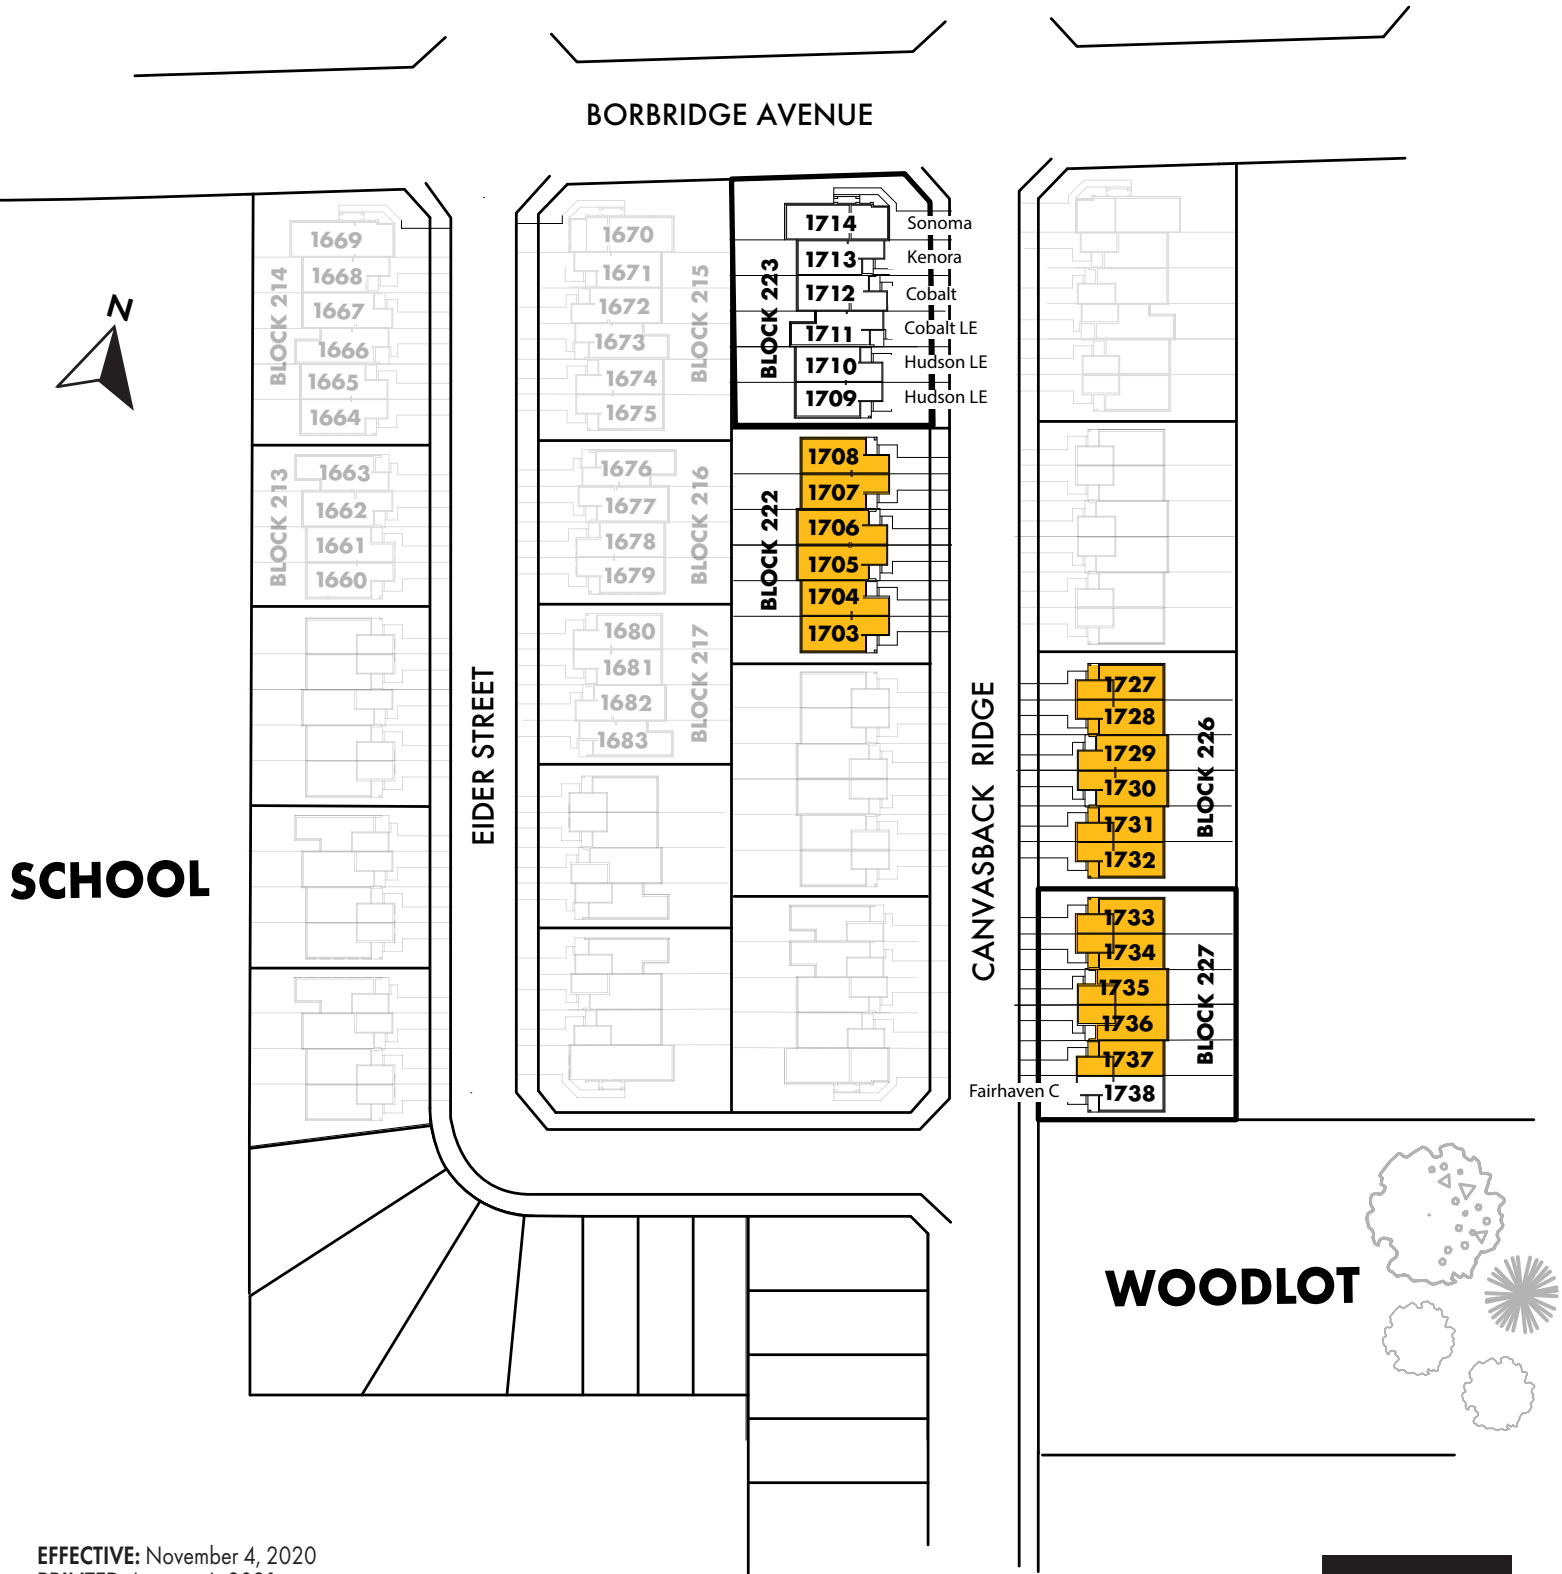 BORBRIDGE AVENUE
N
BLOCK 214
1669
1668
1667
1666
1665
1664
BLOCK 213
1663
1662
1661
1660
EIDER STREET
1670
1671
1672
1673
1674
1675
BLOCK 215
1676
1677
1678
1679
BLOCK 216
1680
1681
1682
1683
BLOCK 217
BLOCK 223
1714 Sonoma
1713 Kenora
1712 Cobalt
1711 Cobalt LE
1710 Hudson LE
1709 Hudson LE
BLOCK 222
1708
1707
1706
1705
1704
1703
CANVASBACK RIDGE
1727
1728
1729
1730
1731
1732
BLOCK 226
1733
1734
1735
1736
1737
Fairhaven C 1738
BLOCK 227
SCHOOL
WOODLOT
EFFECTIVE: November 4, 2020